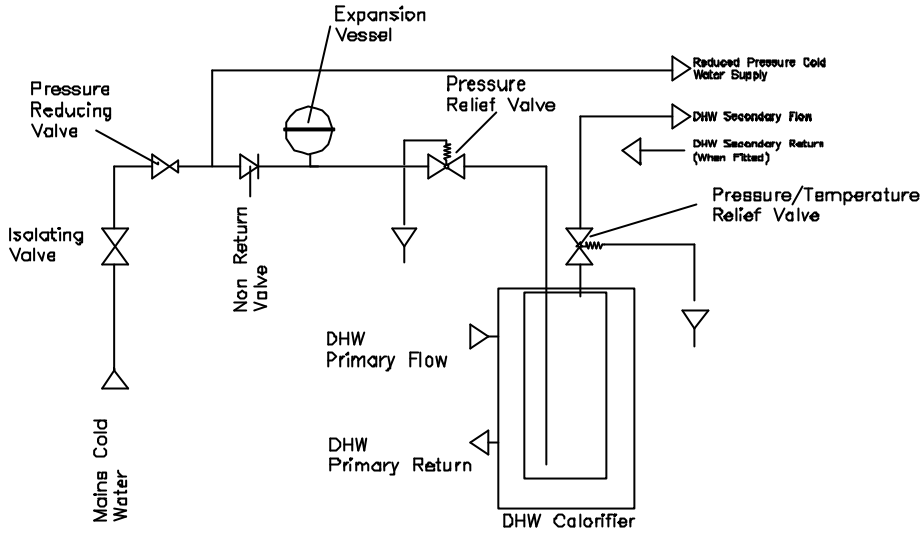 Expansion
Vessel
Reduced Pressure Cold
Water Supply
Pressure
Relief Valve
Pressure
Reducing
Valve
DHW Secondary Flow
DHW Secondary Return
(When Fitted)
Pressure/Temperature
Relief Valve
Isolating
Valve
Non Return
Valve
DHW
Primary Flow
DHW
Primary Return
Mains Cold
Water
DHW Calorifier